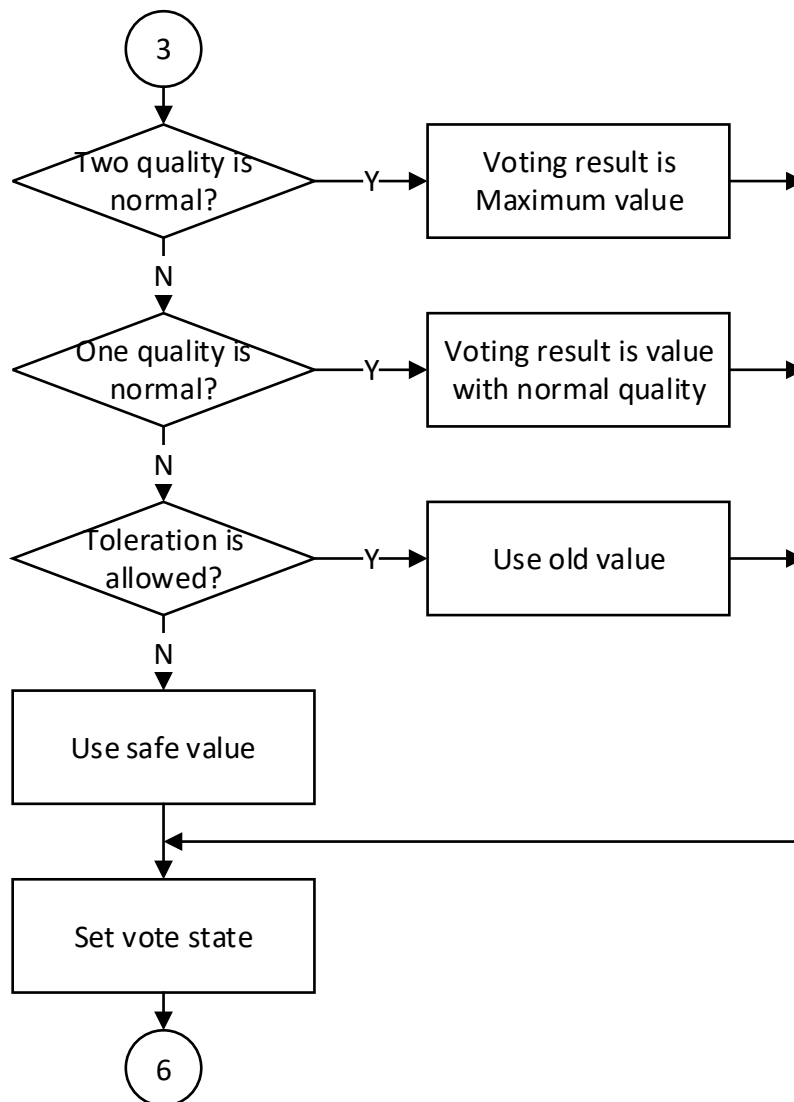 3
Two quality is
normal?
Y
Voting result is
Maximum value
N
One quality is
normal?
Y
Voting result is value
with normal quality
N
Toleration is
allowed?
Y
Use old value
N
Use safe value
Set vote state
6